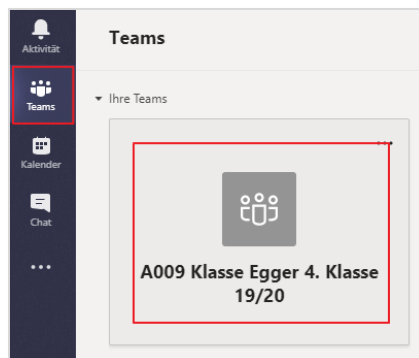 Aktivität
Teams
Kalender
Chat
Teams
Ihre Teams
A009 Klasse Egger 4. Klasse
19/20